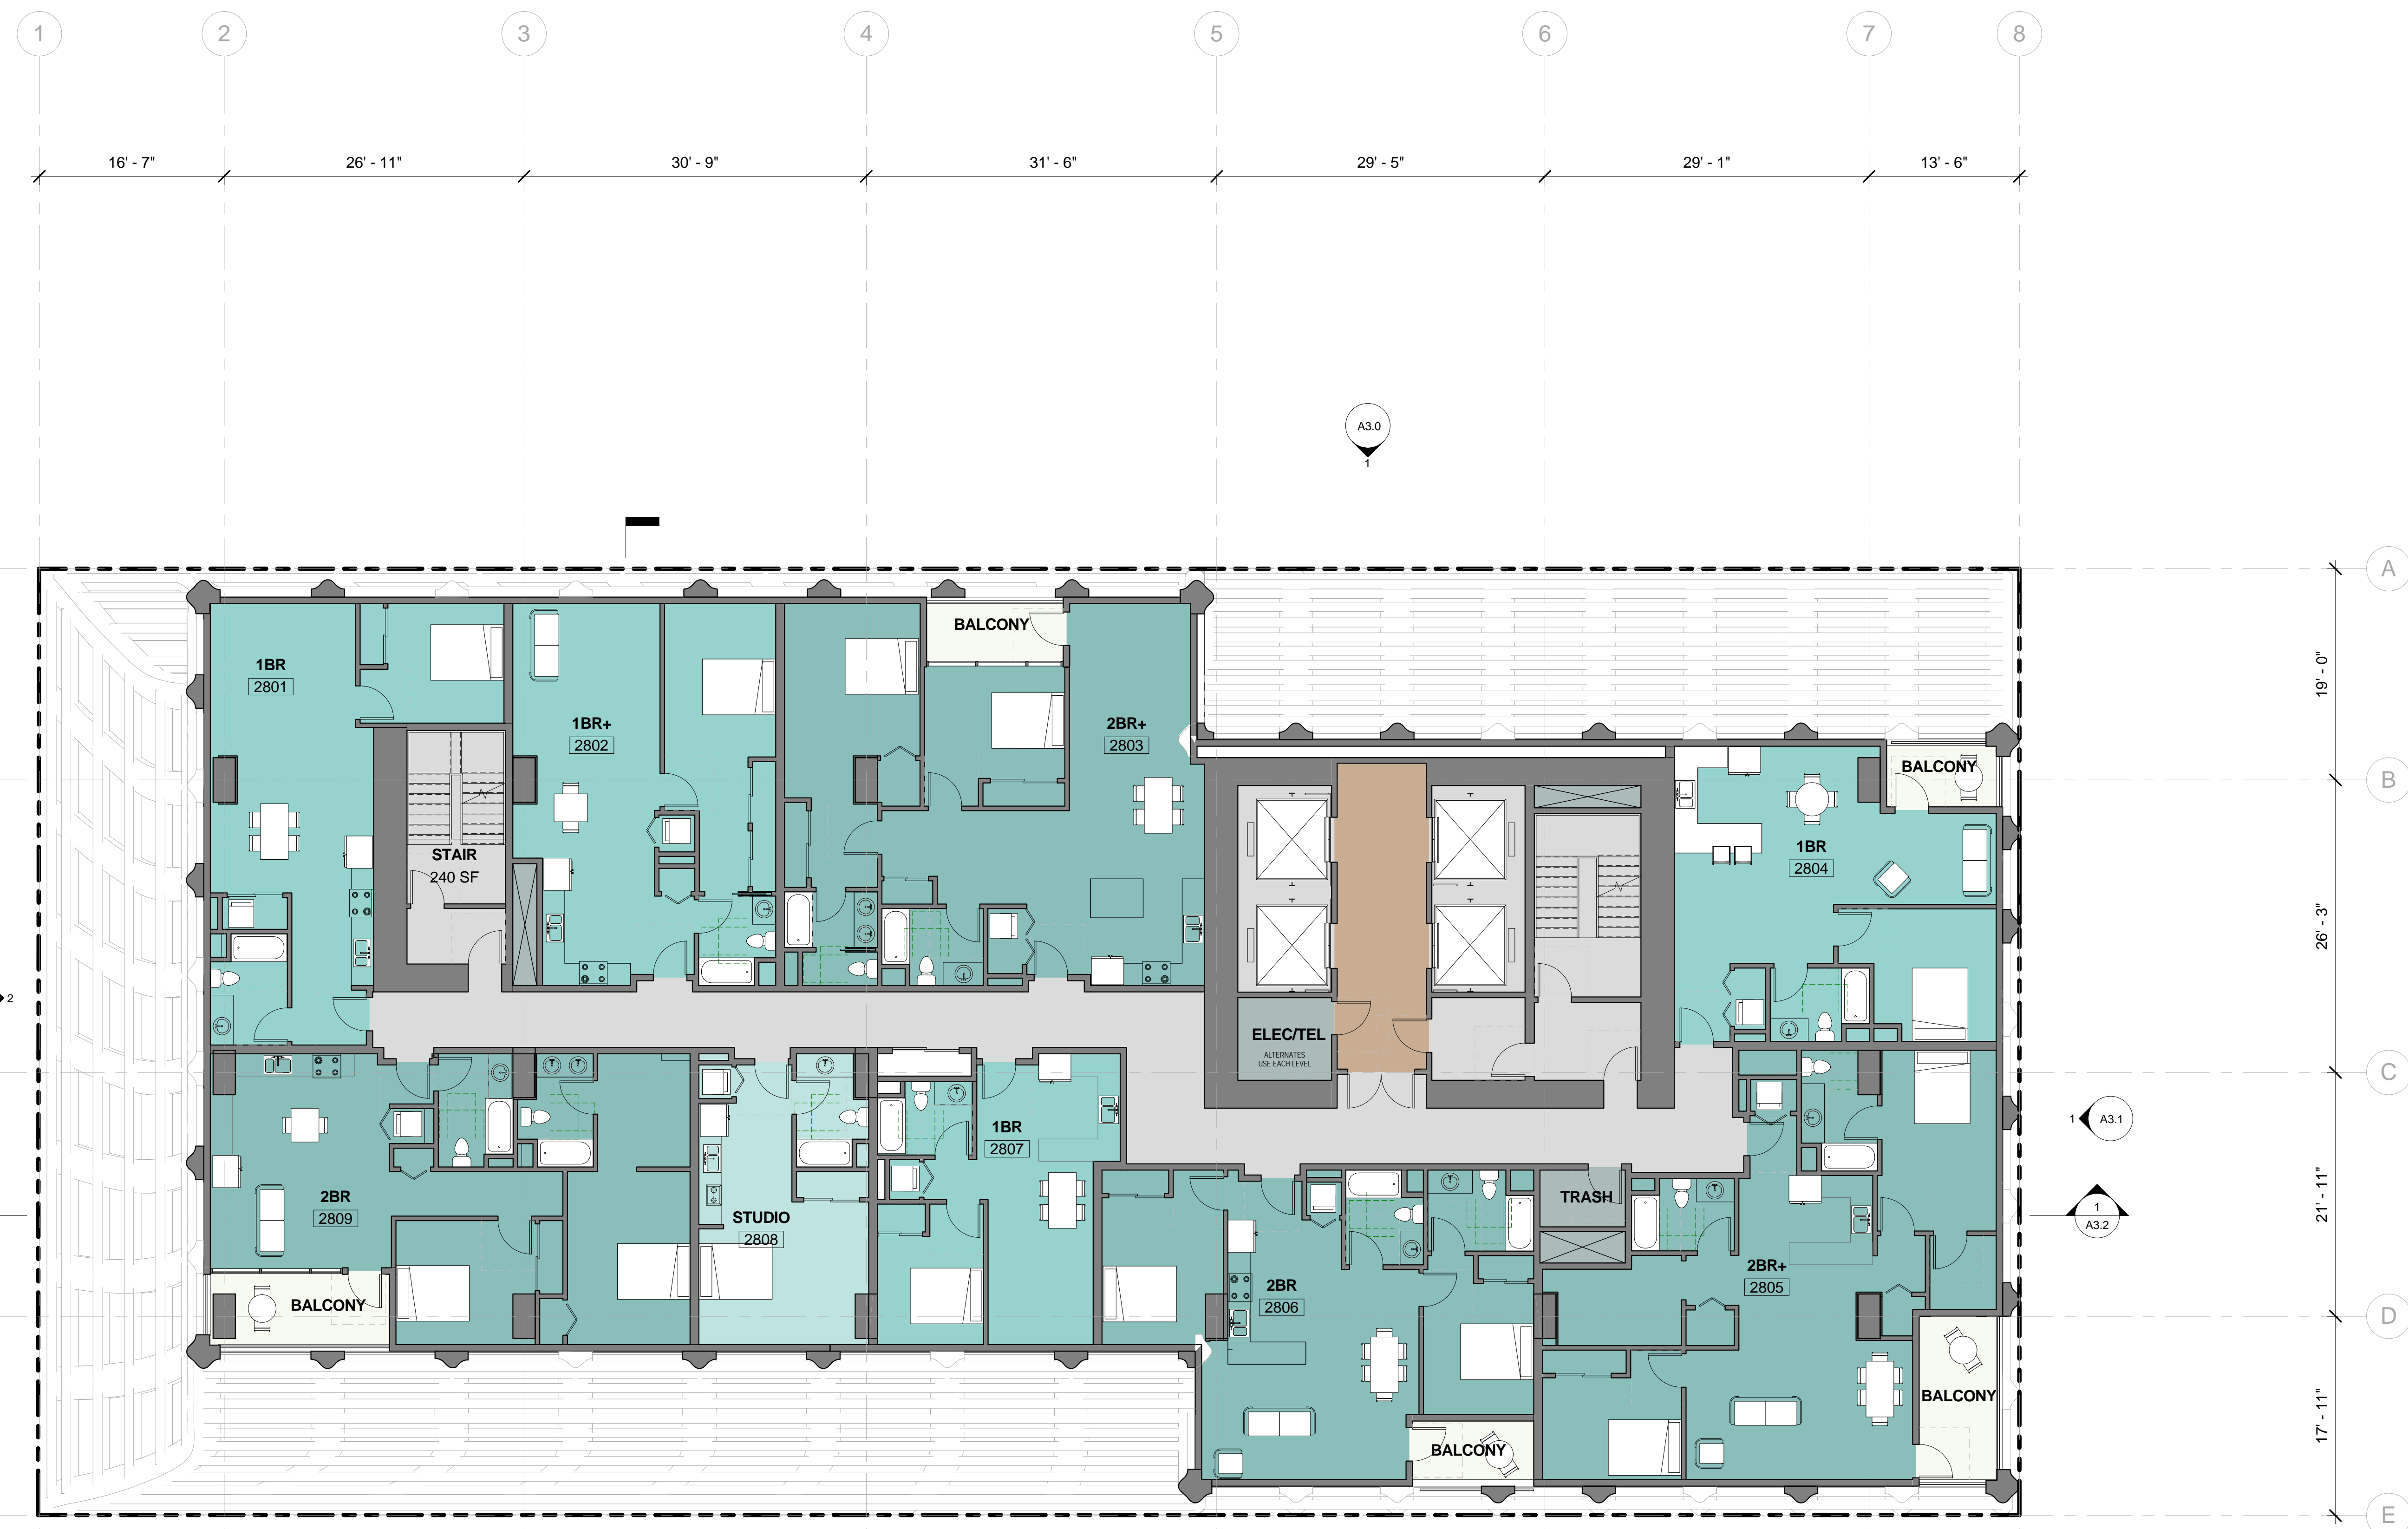 1 2 3 4 5 6 7 8
16' - 7" 26' - 11" 30' - 9" 31' - 6" 29' - 5" 29' - 1" 13' - 6"
A3.0
1
A
BALCONY
1BR
2801
1BR+
2802
2BR+
2803
19' - 0"
BALCONY
B
STAIR
240 SF
1BR
2804
26' - 3"
2
ELEC/TEL
ALTERNATES
USE EACH LEVEL
C
1BR
2807
1 A3.1
2BR
2809
STUDIO
2808
TRASH
21' - 11"
1
A3.2
2BR
2806
2BR+
2805
BALCONY
D
BALCONY
17' - 11"
BALCONY
E